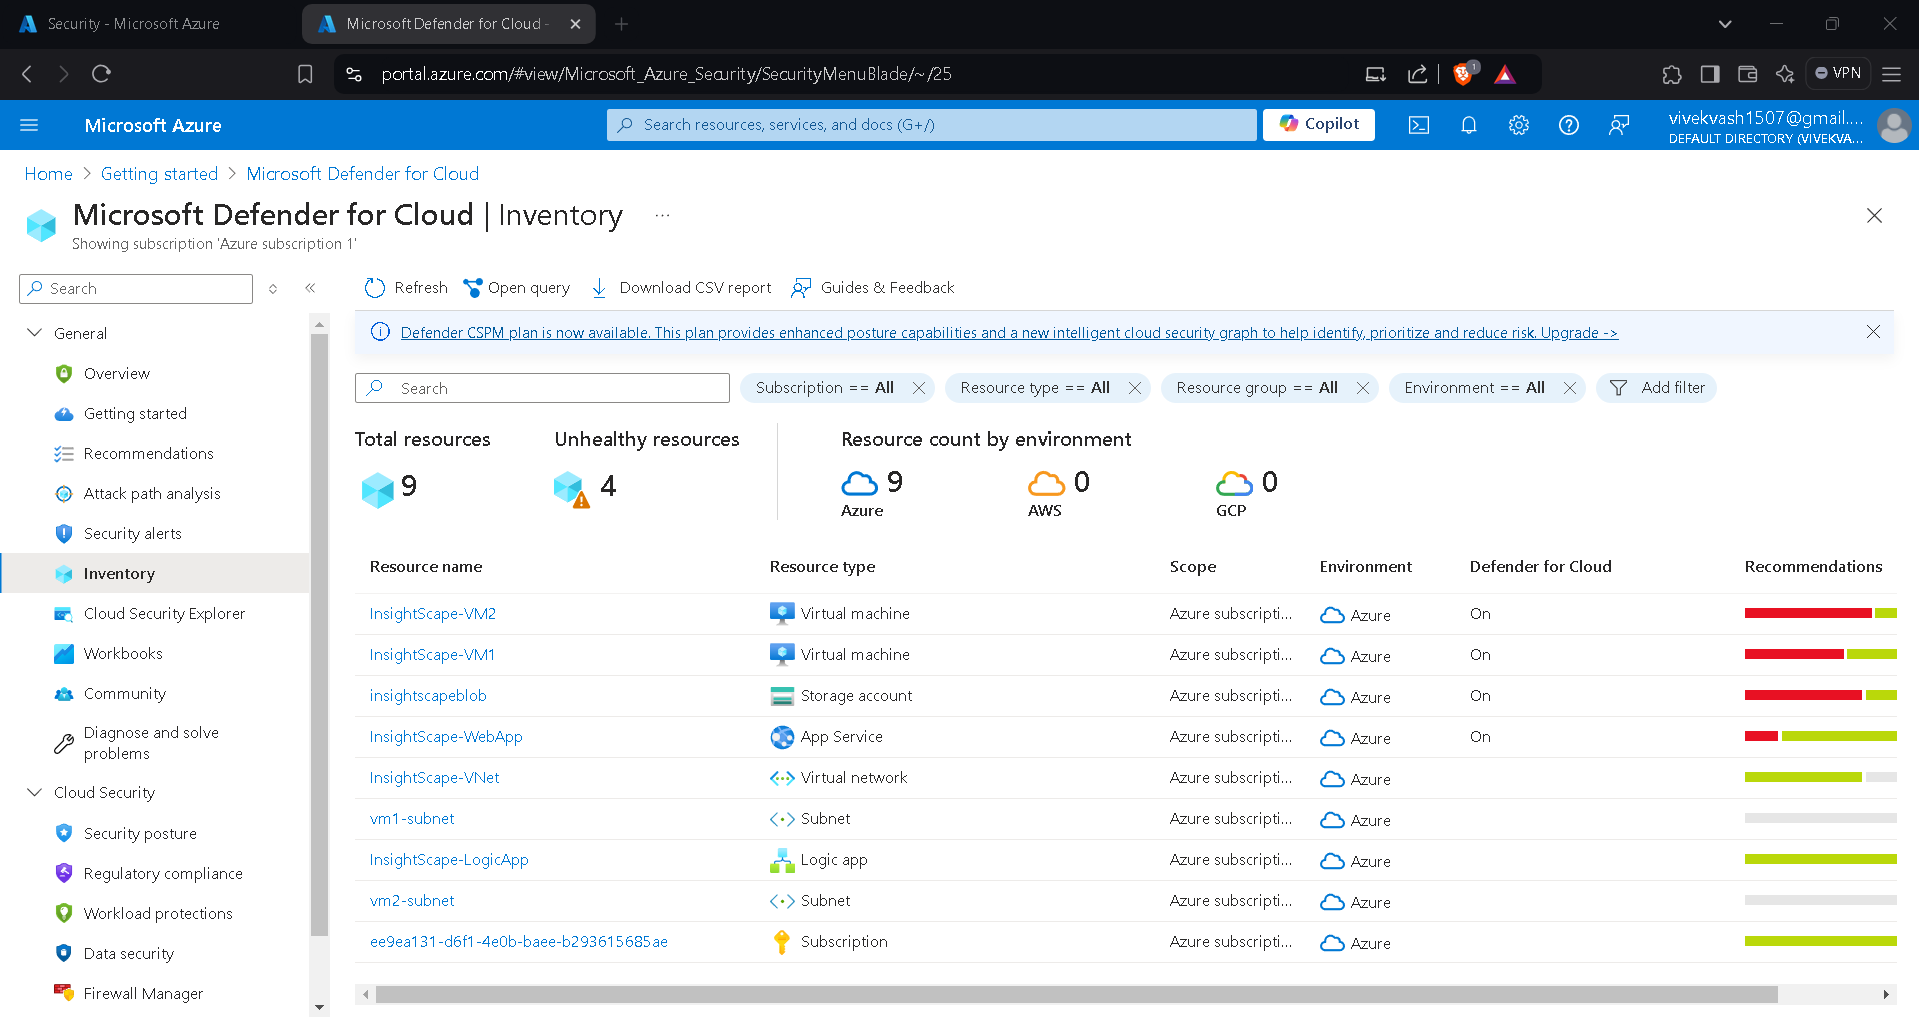 Security - Microsoft Azure
Microsoft Defender for Cloud -
portal.azure.com/#view/Microsoft_Azure_Security/SecurityMenuBlade/~/25
1
VPN
Microsoft Azure
Search resources, services, and docs (G+/)
Copilot
vivekvash1507@gmail....
DEFAULT DIRECTORY (VIVEKVA...
Home > Getting started > Microsoft Defender for Cloud
Microsoft Defender for Cloud | Inventory ...
Showing subscription 'Azure subscription 1'
Search
General
Overview
Getting started
Recommendations
Attack path analysis
Security alerts
Inventory
Cloud Security Explorer
Workbooks
Community
Diagnose and solve
problems
Cloud Security
Security posture
Regulatory compliance
Workload protections
Data security
Firewall Manager
Refresh Open query Download CSV report Guides & Feedback
Defender CSPM plan is now available. This plan provides enhanced posture capabilities and a new intelligent cloud security graph to help identify, prioritize and reduce risk. Upgrade ->
Search
Subscription == All
Resource type == All
Resource group == All
Environment == All
Add filter
Total resources
9
Unhealthy resources
4
Resource count by environment
9
Azure
0
AWS
0
GCP
Resource name Resource type Scope Environment Defender for Cloud Recommendations
InsightScape-VM2 Virtual machine Azure subscripti... Azure On
InsightScape-VM1 Virtual machine Azure subscripti... Azure On
insightscapeblob Storage account Azure subscripti... Azure On
InsightScape-WebApp App Service Azure subscripti... Azure On
InsightScape-VNet Virtual network Azure subscripti... Azure
vm1-subnet Subnet Azure subscripti... Azure
InsightScape-LogicApp Logic app Azure subscripti... Azure
vm2-subnet Subnet Azure subscripti... Azure
ee9ea131-d6f1-4e0b-baee-b293615685ae Subscription Azure subscripti... Azure